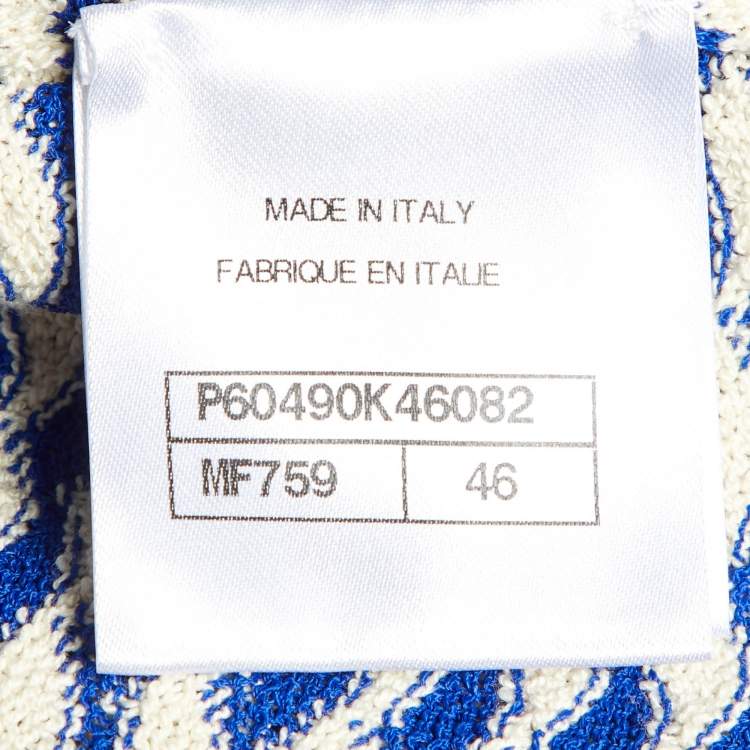 MADE IN ITALY
FABRIQUE EN ITALIE
P60490K46082
MF759 46